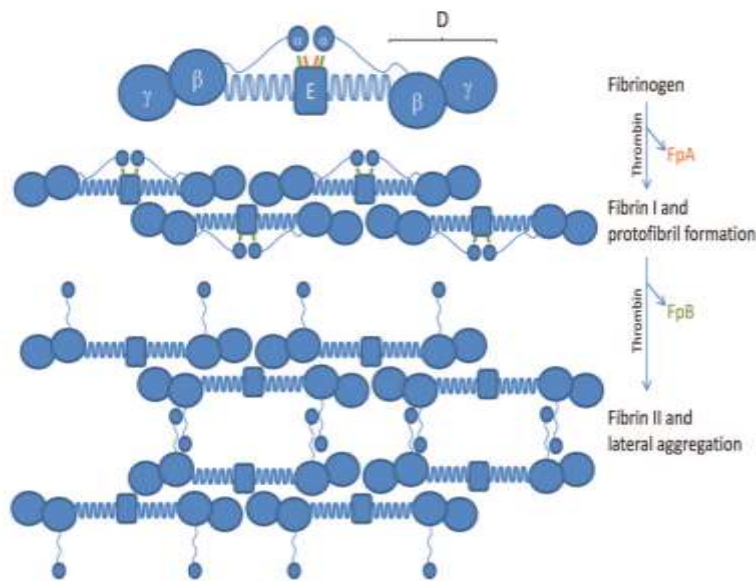 D
α α
γ β E β γ
Fibrinogen
Thrombin
FpA
Fibrin I and
protofibril formation
Thrombin
FpB
Fibrin II and
lateral aggregation